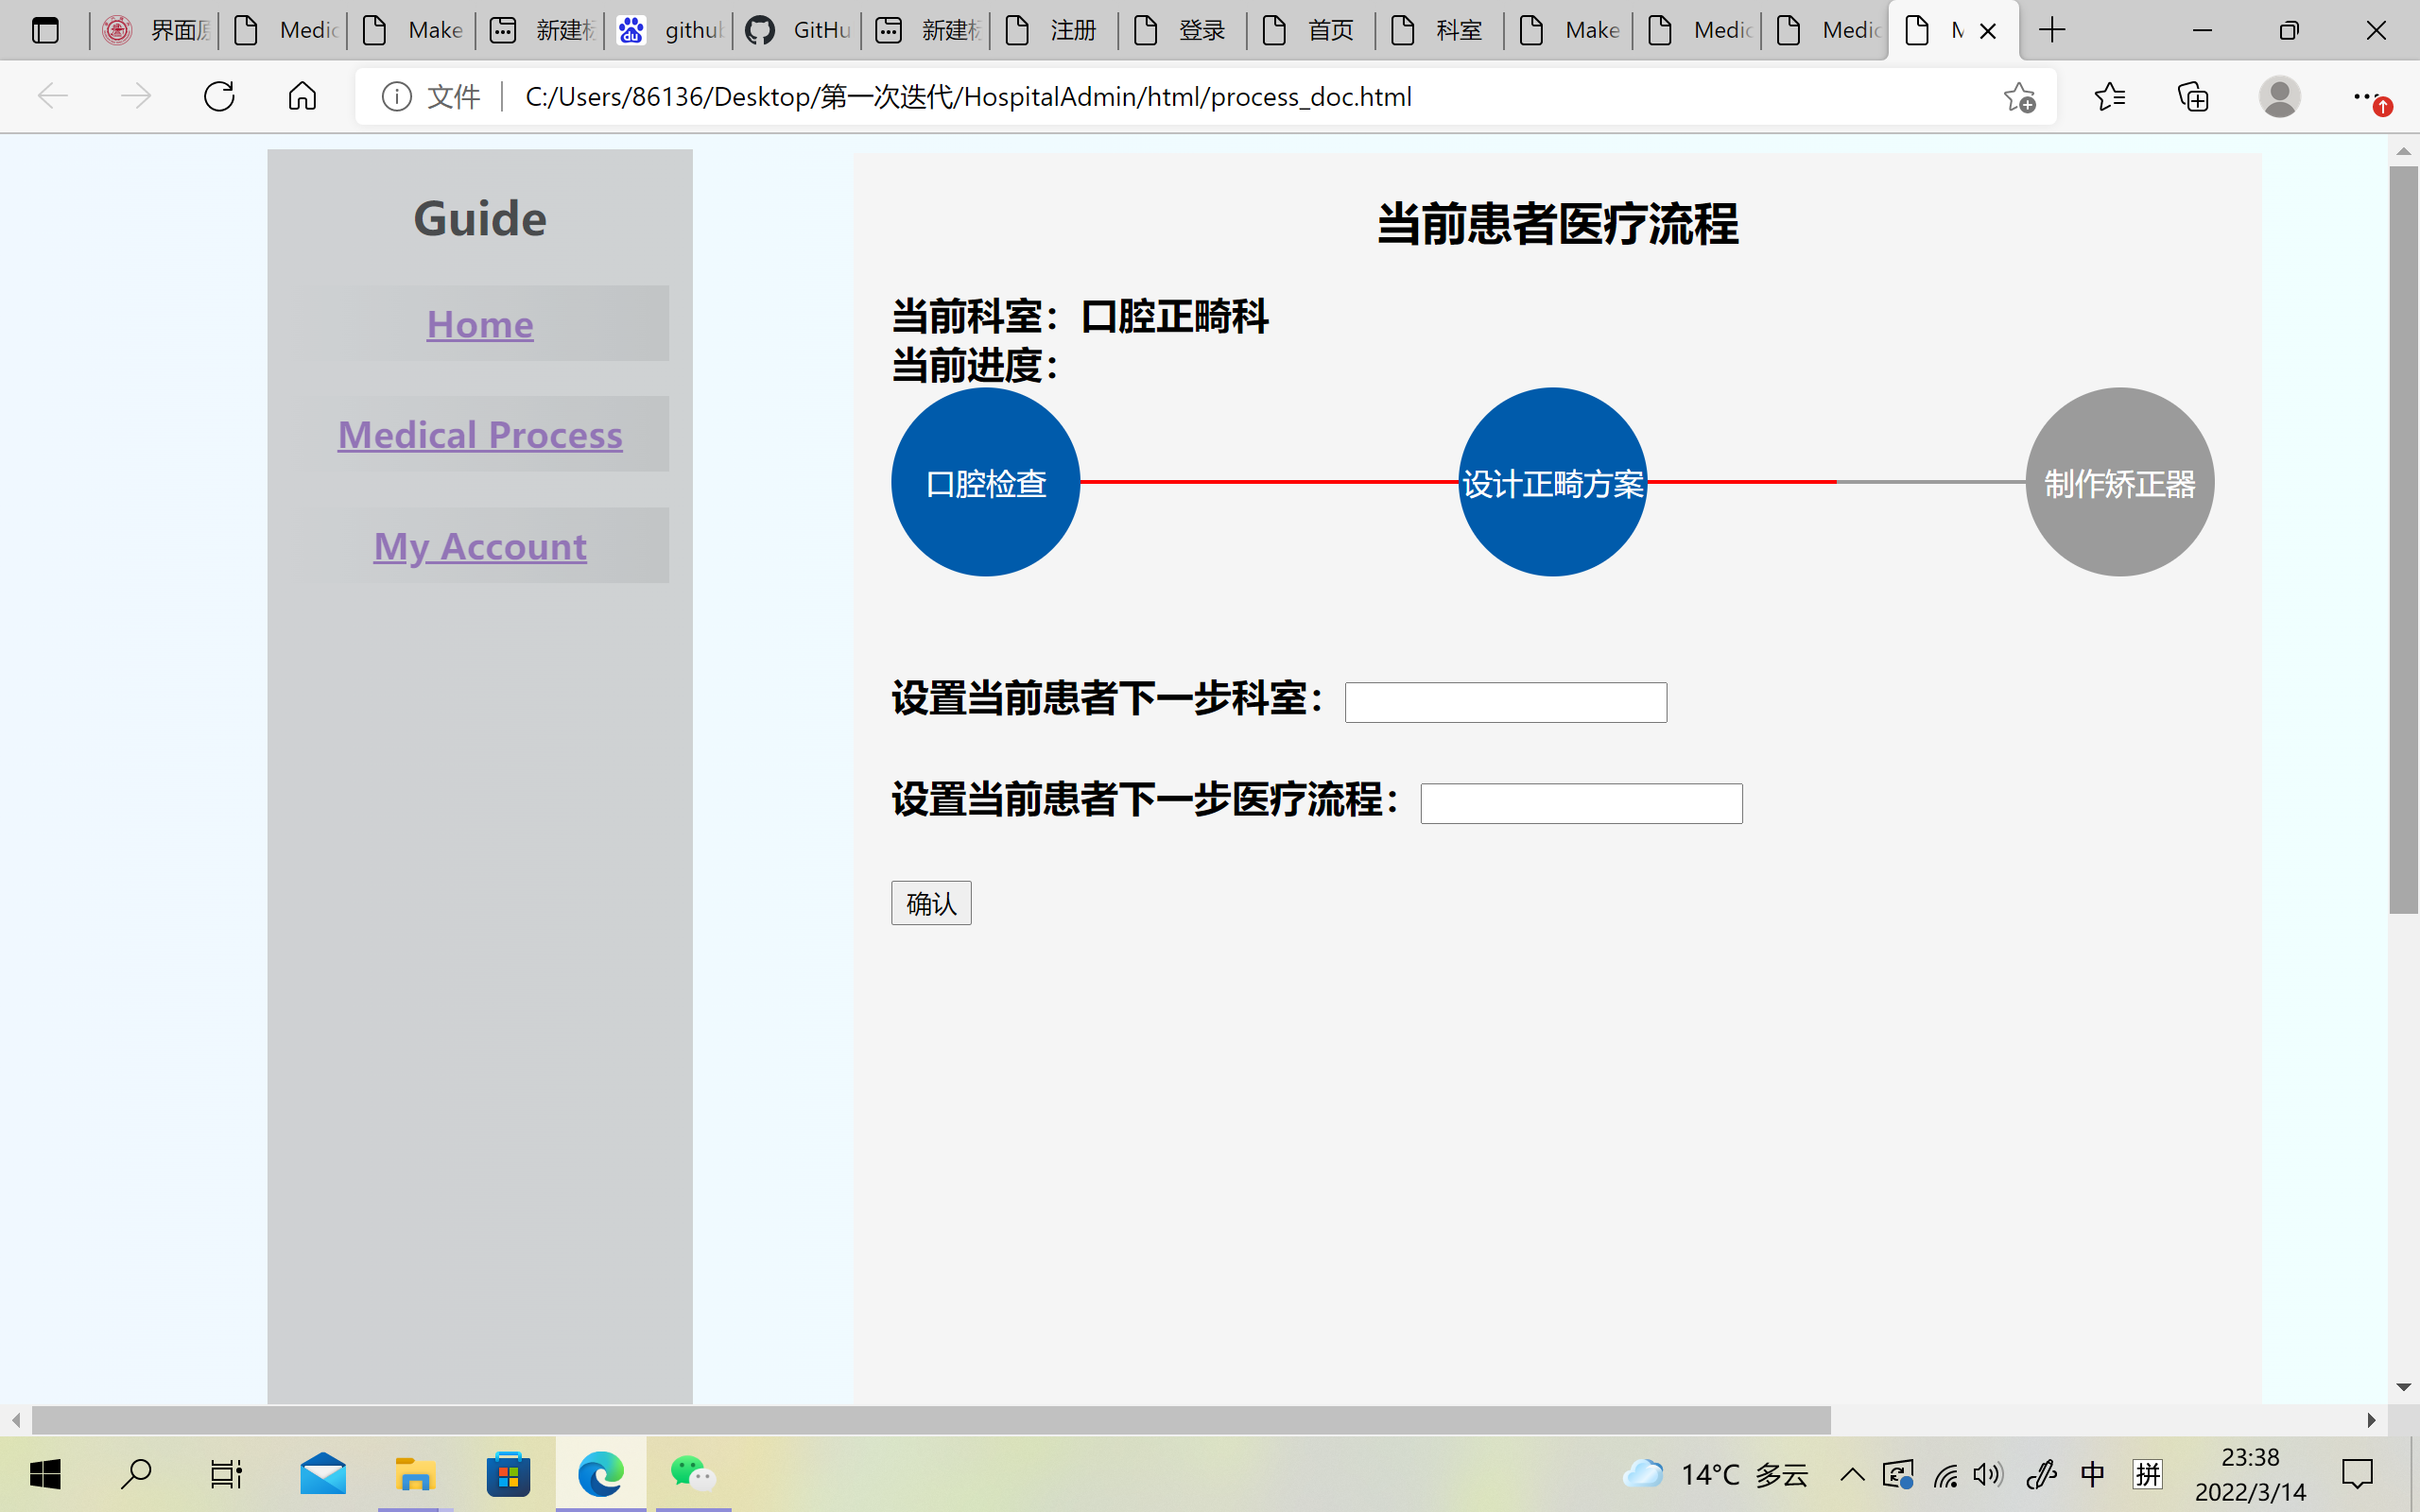 界面
Medic
Make
新建
github
GitHu
新建
注册
登录
首页
科室
Make
Medic
Medic
文件
C:/Users/86136/Desktop/第一次迭代/HospitalAdmin/html/process_doc.html
Guide
Home
Medical Process
My Account
当前患者医疗流程
当前科室：口腔正畸科
当前进度：
口腔检查
设计正畸方案
制作矫正器
设置当前患者下一步科室：
设置当前患者下一步医疗流程：
确认
14°C 多云
中
拼
23:38
2022/3/14